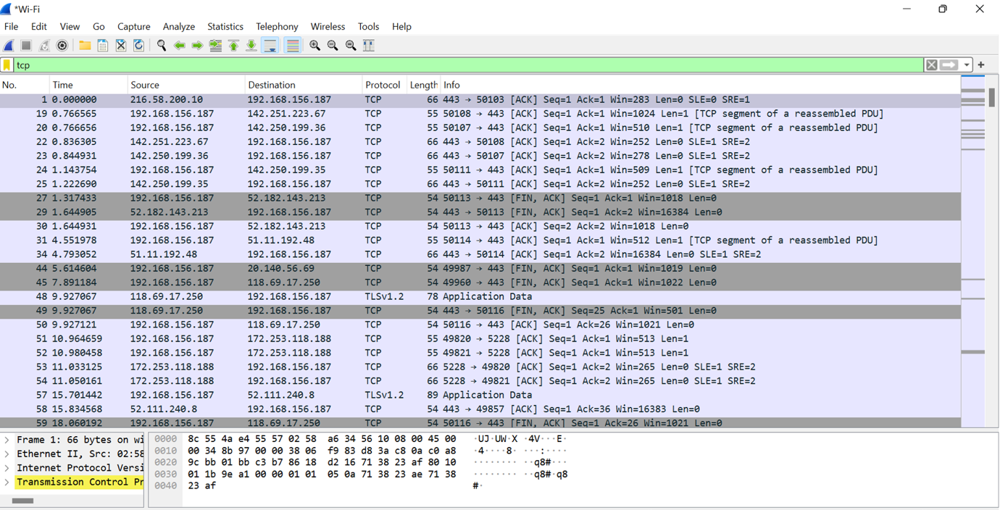 *Wi-Fi
File Edit View Go Capture Analyze Statistics Telephony Wireless Tools Help
tcp
No. Time Source Destination Protocol Length Info
1 0.000000 216.58.200.10 192.168.156.187 TCP 66 443 → 50103 [ACK] Seq=1 Ack=1 Win=283 Len=0 SLE=0 SRE=1
19 0.766565 192.168.156.187 142.251.223.67 TCP 55 50108 → 443 [ACK] Seq=1 Ack=1 Win=1024 Len=1 [TCP segment of a reassembled PDU]
20 0.766656 192.168.156.187 142.250.199.36 TCP 55 50107 → 443 [ACK] Seq=1 Ack=1 Win=510 Len=1 [TCP segment of a reassembled PDU]
22 0.836305 142.251.223.67 192.168.156.187 TCP 66 443 → 50108 [ACK] Seq=1 Ack=2 Win=252 Len=0 SLE=1 SRE=2
23 0.844931 142.250.199.36 192.168.156.187 TCP 66 443 → 50107 [ACK] Seq=1 Ack=2 Win=278 Len=0 SLE=1 SRE=2
24 1.143754 192.168.156.187 142.250.199.35 TCP 55 50111 → 443 [ACK] Seq=1 Ack=1 Win=509 Len=1 [TCP segment of a reassembled PDU]
25 1.222690 142.250.199.35 192.168.156.187 TCP 66 443 → 50111 [ACK] Seq=1 Ack=2 Win=252 Len=0 SLE=1 SRE=2
27 1.317433 192.168.156.187 52.182.143.213 TCP 54 50113 → 443 [FIN, ACK] Seq=1 Ack=1 Win=1018 Len=0
29 1.644905 52.182.143.213 192.168.156.187 TCP 54 443 → 50113 [FIN, ACK] Seq=1 Ack=2 Win=16384 Len=0
30 1.644931 192.168.156.187 52.182.143.213 TCP 54 50113 → 443 [ACK] Seq=2 Ack=2 Win=1018 Len=0
31 4.551978 192.168.156.187 51.11.192.48 TCP 55 50114 → 443 [ACK] Seq=1 Ack=1 Win=512 Len=1 [TCP segment of a reassembled PDU]
34 4.793052 51.11.192.48 192.168.156.187 TCP 66 443 → 50114 [ACK] Seq=1 Ack=2 Win=16384 Len=0 SLE=1 SRE=2
44 5.614604 192.168.156.187 20.140.56.69 TCP 54 49987 → 443 [FIN, ACK] Seq=1 Ack=1 Win=1019 Len=0
45 7.891184 192.168.156.187 118.69.17.250 TCP 54 49960 → 443 [FIN, ACK] Seq=1 Ack=1 Win=1022 Len=0
48 9.927067 118.69.17.250 192.168.156.187 TLSv1.2 78 Application Data
49 9.927067 118.69.17.250 192.168.156.187 TCP 54 443 → 50116 [FIN, ACK] Seq=25 Ack=1 Win=501 Len=0
50 9.927121 192.168.156.187 118.69.17.250 TCP 54 50116 → 443 [ACK] Seq=1 Ack=26 Win=1021 Len=0
51 10.964659 192.168.156.187 172.253.118.188 TCP 55 49820 → 5228 [ACK] Seq=1 Ack=1 Win=513 Len=1
52 10.980458 192.168.156.187 172.253.118.188 TCP 55 49821 → 5228 [ACK] Seq=1 Ack=1 Win=513 Len=1
53 11.033125 172.253.118.188 192.168.156.187 TCP 66 5228 → 49820 [ACK] Seq=1 Ack=2 Win=265 Len=0 SLE=1 SRE=2
54 11.050161 172.253.118.188 192.168.156.187 TCP 66 5228 → 49821 [ACK] Seq=1 Ack=2 Win=265 Len=0 SLE=1 SRE=2
57 15.701442 192.168.156.187 52.111.240.8 TLSv1.2 89 Application Data
58 15.834568 52.111.240.8 192.168.156.187 TCP 54 443 → 49857 [ACK] Seq=1 Ack=36 Win=16383 Len=0
59 18.060192 192.168.156.187 118.69.17.250 TCP 54 50116 → 443 [FIN, ACK] Seq=1 Ack=26 Win=1021 Len=0
Frame 1: 66 bytes on wi
Ethernet II, Src: 02:58
Internet Protocol Versi
Transmission Control Pr
0000 8c 55 4a e4 55 57 02 58 a6 34 56 10 08 00 45 00 ·UJ·UW·X ·4V···E·
0010 00 34 8b 97 00 00 38 06 f9 83 d8 3a c8 0a c0 a8 ·4····8· ···:····
0020 9c bb 01 bb c3 b7 86 18 d2 16 71 38 23 af 80 10 ········ ··q8#···
0030 01 1b 9e a1 00 00 01 01 05 0a 71 38 23 ae 71 38 ········ ··q8#·q8
0040 23 af #·